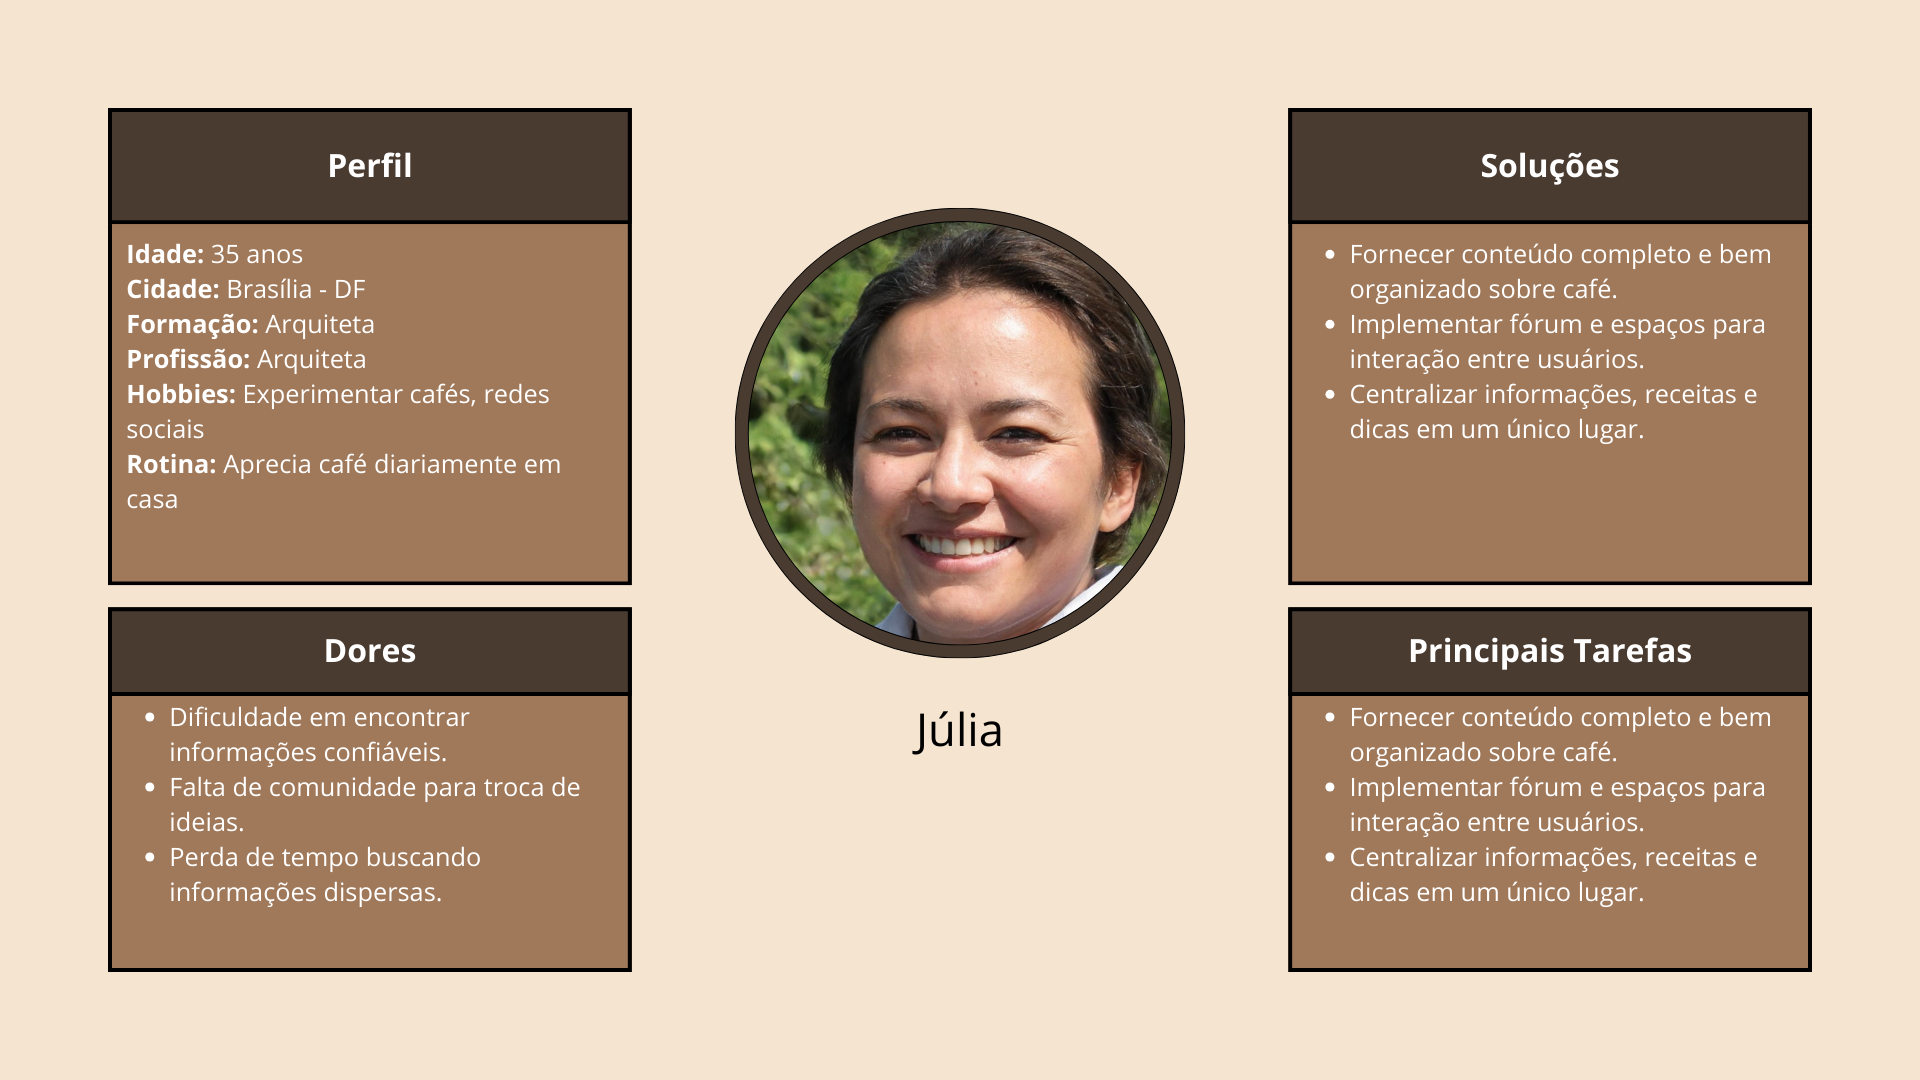 Perfil
Idade: 35 anos
Cidade: Brasília - DF
Formação: Arquiteta
Profissão: Arquiteta
Hobbies: Experimentar cafés, redes
sociais
Rotina: Aprecia café diariamente em
casa
Dores
• Dificuldade em encontrar
informações confiáveis.
• Falta de comunidade para troca de
ideias.
• Perda de tempo buscando
informações dispersas.
Júlia
Soluções
• Fornecer conteúdo completo e bem
organizado sobre café.
• Implementar fórum e espaços para
interação entre usuários.
• Centralizar informações, receitas e
dicas em um único lugar.
Principais Tarefas
• Fornecer conteúdo completo e bem
organizado sobre café.
• Implementar fórum e espaços para
interação entre usuários.
• Centralizar informações, receitas e
dicas em um único lugar.